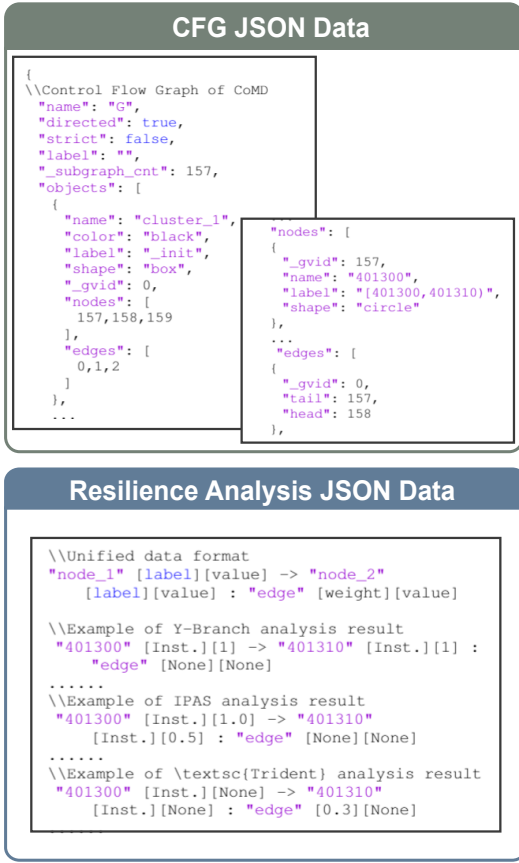 CFG JSON Data
{
\\Control Flow Graph of CoMD
"name": "G",
"directed": true,
"strict": false,
"label": "",
"_subgraph_cnt": 157,
"objects": [
{
"name": "cluster_1",
"color": "black",
"label": "_init",
"shape": "box",
"_gvid": 0,
"nodes": [
157,158,159
],
"edges": [
0,1,2
]
},
...
...
"nodes": [
{
"_gvid": 157,
"name": "401300",
"label": "[401300,401310)",
"shape": "circle"
},
...
"edges": [
{
"_gvid": 0,
"tail": 157,
"head": 158
},
Resilience Analysis JSON Data
\\Unified data format
"node_1" [label][value] -> "node_2"
[label][value] : "edge" [weight][value]
\\Example of Y-Branch analysis result
"401300" [Inst.][1] -> "401310" [Inst.][1] :
"edge" [None][None]
......
\\Example of IPAS analysis result
"401300" [Inst.][1.0] -> "401310"
[Inst.][0.5] : "edge" [None][None]
......
\\Example of \textsc{Trident} analysis result
"401300" [Inst.][None] -> "401310"
[Inst.][None] : "edge" [0.3][None]
......